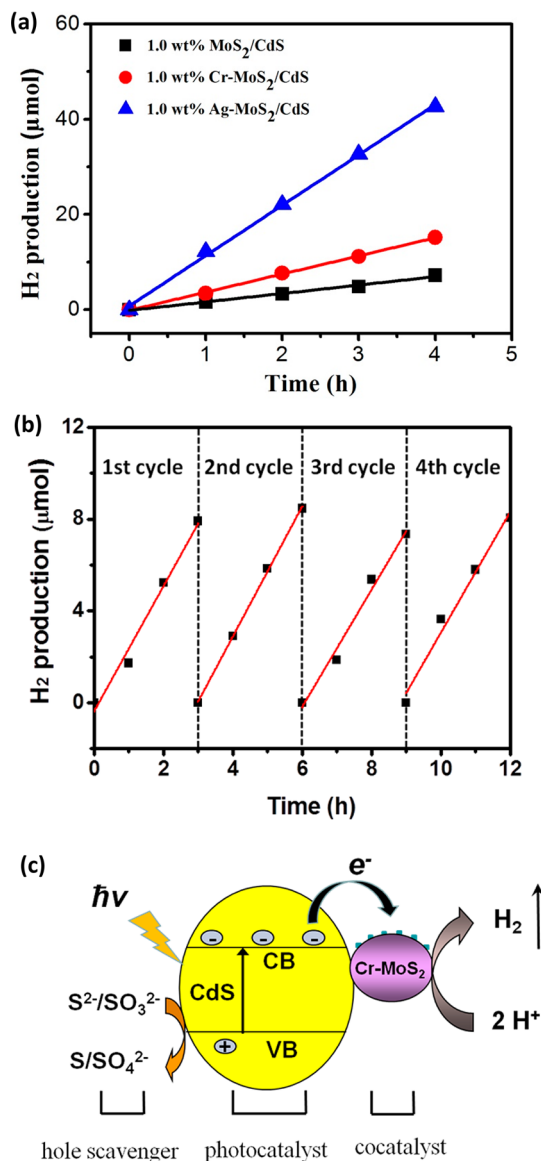 (a)
60
40
20
0
H₂ production (μmol)
1.0 wt% MoS₂/CdS
1.0 wt% Cr-MoS₂/CdS
1.0 wt% Ag-MoS₂/CdS
0 1 2 3 4 5
Time (h)
(b)
12
8
4
0
H₂ production (μmol)
1st cycle 2nd cycle 3rd cycle 4th cycle
0 2 4 6 8 10 12
Time (h)
(c)
e⁻
ħν
H₂
CB
Cr-MoS₂
CdS
S²⁻/SO₃²⁻
2 H⁺
VB
+
S/SO₄²⁻
hole scavenger photocatalyst cocatalyst